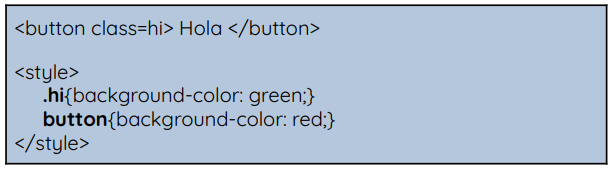 <button class=hi> Hola </button>
<style>
.hi{background-color: green;}
button{background-color: red;}
</style>